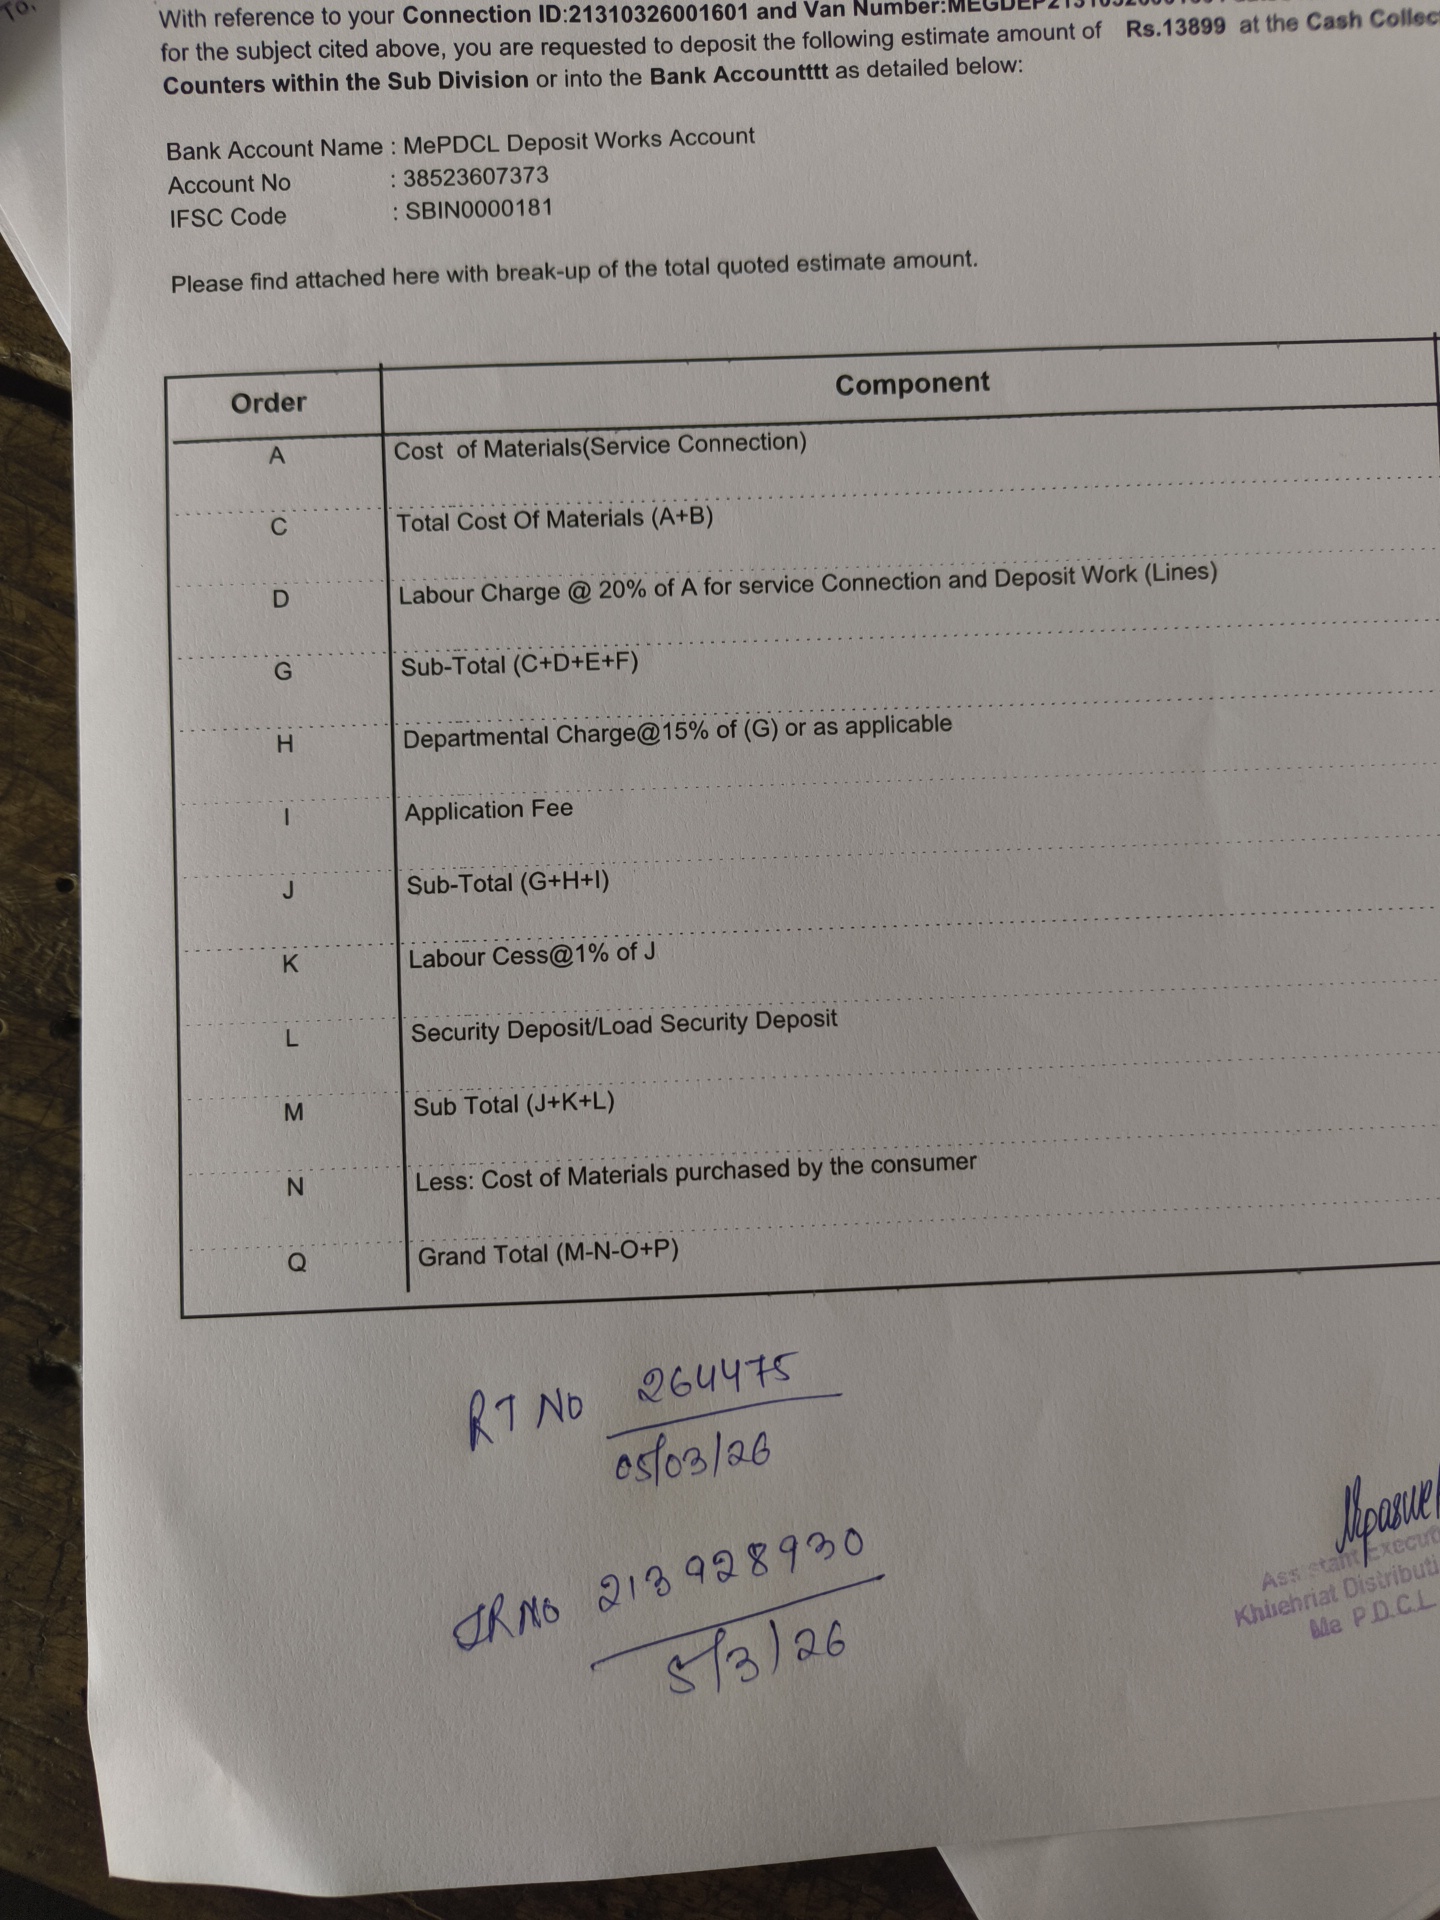 To,
With reference to your Connection ID:21310326001601 and Van Number:
for the subject cited above, you are requested to deposit the following estimate amount of Rs.13899 at the Cash
Counters within the Sub Division or into the Bank Accountttt as detailed below:
Bank Account Name : MePDCL Deposit Works Account
Account No : 38523607373
IFSC Code : SBIN0000181
Please find attached here with break-up of the total quoted estimate amount.
Order Component
A Cost of Materials(Service Connection)
C Total Cost Of Materials (A+B)
D Labour Charge @ 20% of A for service Connection and Deposit Work (Lines)
G Sub-Total (C+D+E+F)
H Departmental Charge@15% of (G) or as applicable
I Application Fee
J Sub-Total (G+H+I)
K Labour Cess@1% of J
L Security Deposit/Load Security Deposit
M Sub Total (J+K+L)
N Less: Cost of Materials purchased by the consumer
Q Grand Total (M-N-O+P)
RT NO 264475
05/03/26
JRNO 213928930
5/3/26
Assistant
Khliehriat
Me P.D.C.L